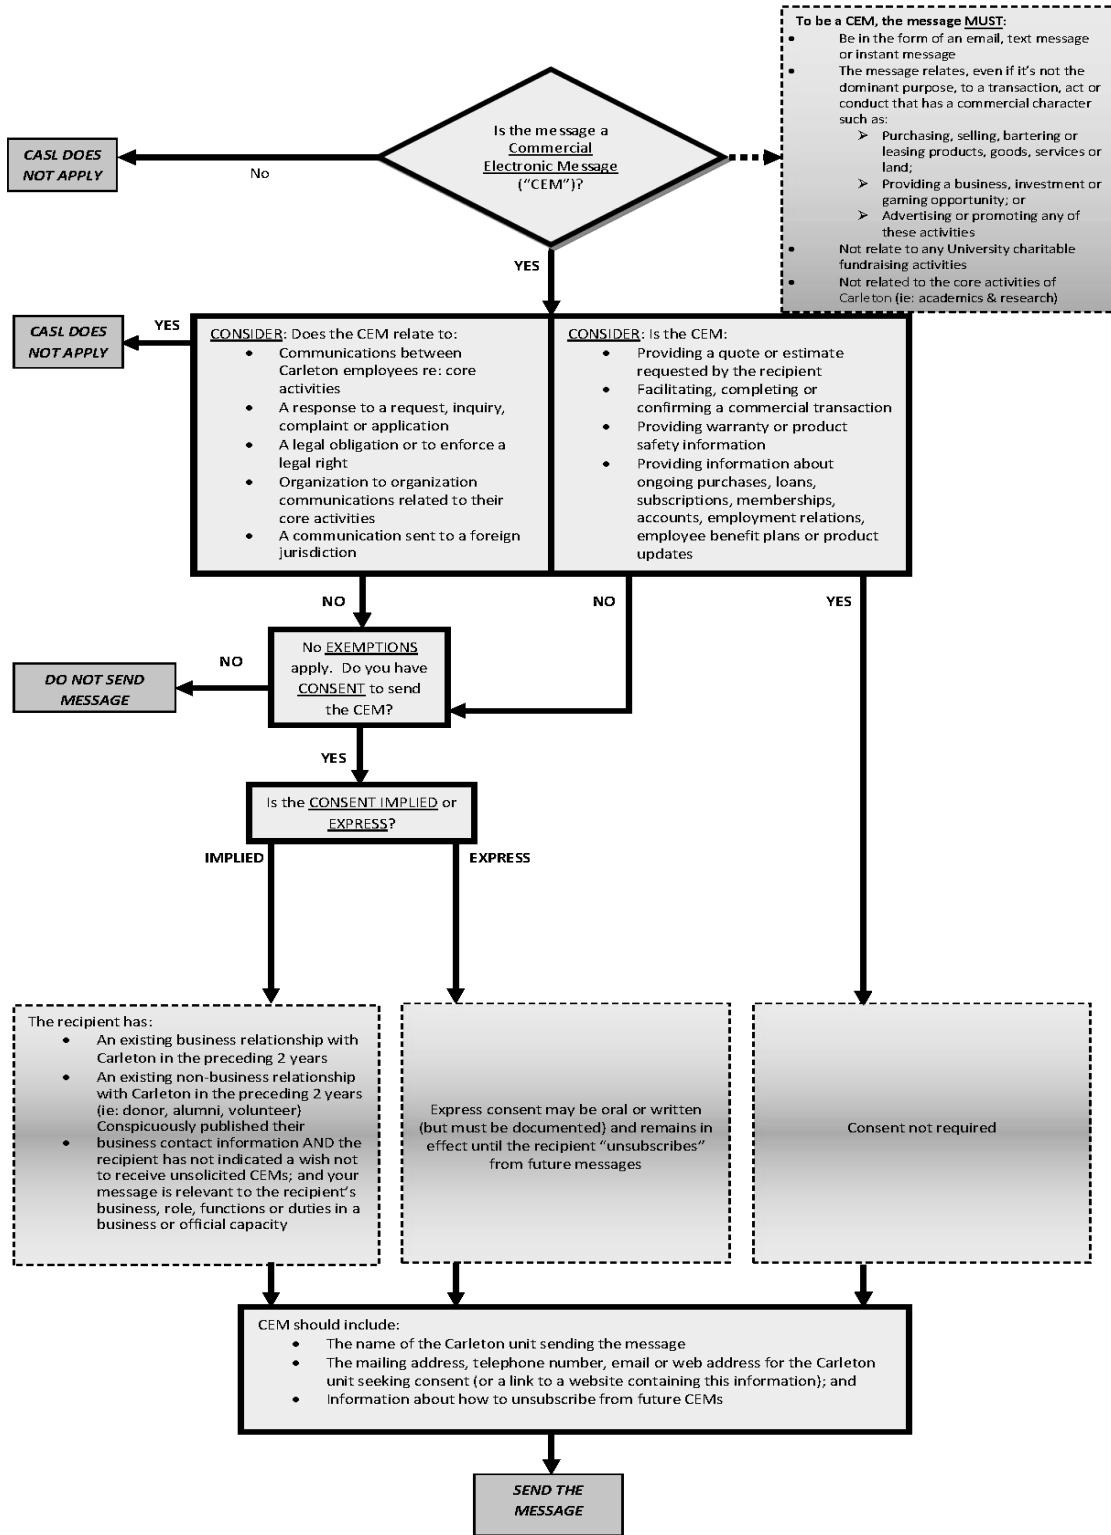 To be a CEM, the message MUST:
• Be in the form of an email, text message
or instant message
• The message relates, even if it's not the
dominant purpose, to a transaction, act or
conduct that has a commercial character
such as:
➢ Purchasing, selling, bartering or
leasing products, goods, services or
land;
➢ Providing a business, investment or
gaming opportunity; or
➢ Advertising or promoting any of
these activities
• Not relate to any University charitable
fundraising activities
• Not related to the core activities of
Carleton (ie: academics & research)
Is the message a
Commercial
Electronic Message
("CEM")?
CASL DOES
NOT APPLY
No
YES
CASL DOES
NOT APPLY
YES
CONSIDER: Does the CEM relate to:
• Communications between
Carleton employees re: core
activities
• A response to a request, inquiry,
complaint or application
• A legal obligation or to enforce a
legal right
• Organization to organization
communications related to their
core activities
• A communication sent to a foreign
jurisdiction
CONSIDER: Is the CEM:
• Providing a quote or estimate
requested by the recipient
• Facilitating, completing or
confirming a commercial transaction
• Providing warranty or product
safety information
• Providing information about
ongoing purchases, loans,
subscriptions, memberships,
accounts, employment relations,
employee benefit plans or product
updates
NO
NO
YES
No EXEMPTIONS
apply. Do you have
CONSENT to send
the CEM?
NO
DO NOT SEND
MESSAGE
YES
Is the CONSENT IMPLIED or
EXPRESS?
IMPLIED
EXPRESS
The recipient has:
• An existing business relationship with
Carleton in the preceding 2 years
• An existing non-business relationship
with Carleton in the preceding 2 years
(ie: donor, alumni, volunteer)
Conspicuously published their
• business contact information AND the
recipient has not indicated a wish not
to receive unsolicited CEMs; and your
message is relevant to the recipient's
business, role, functions or duties in a
business or official capacity
Express consent may be oral or written
(but must be documented) and remains in
effect until the recipient "unsubscribes"
from future messages
Consent not required
CEM should include:
• The name of the Carleton unit sending the message
• The mailing address, telephone number, email or web address for the Carleton
unit seeking consent (or a link to a website containing this information); and
• Information about how to unsubscribe from future CEMs
SEND THE
MESSAGE